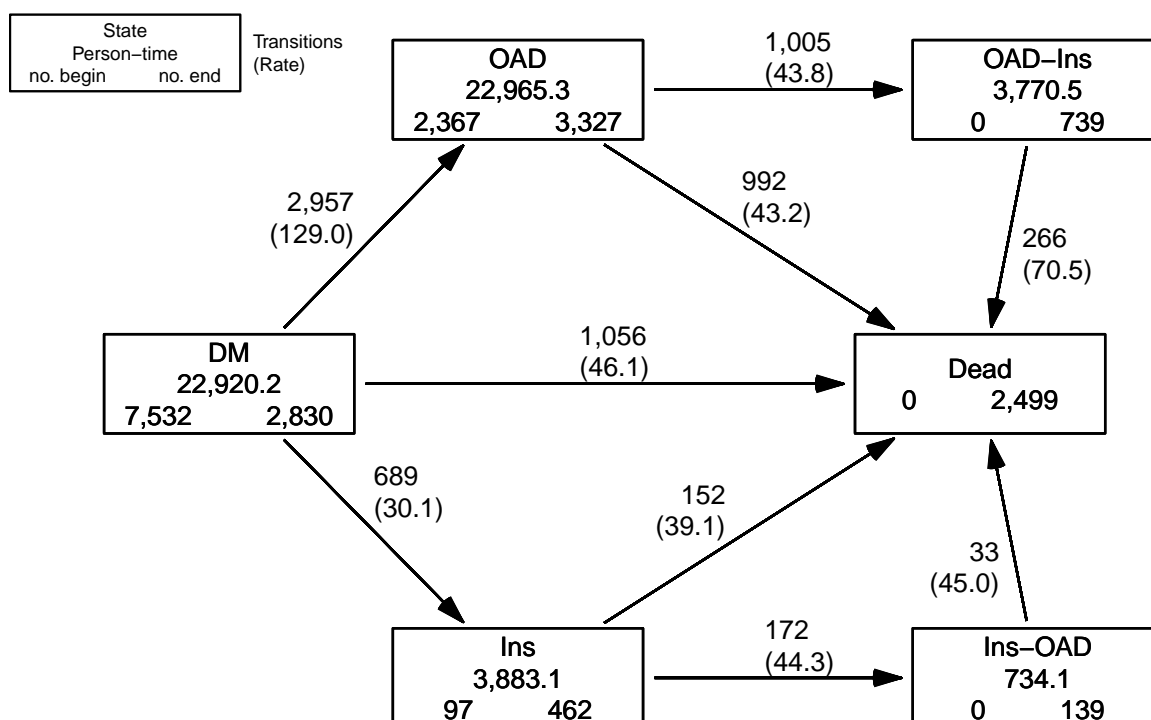 State
Person−time
no. begin no. end
Transitions
(Rate)
OAD
22,965.3
2,367 3,327
1,005
(43.8)
OAD−Ins
3,770.5
0 739
2,957
(129.0)
992
(43.2)
266
(70.5)
DM
22,920.2
7,532 2,830
1,056
(46.1)
Dead
0 2,499
689
(30.1)
152
(39.1)
33
(45.0)
Ins
3,883.1
97 462
172
(44.3)
Ins−OAD
734.1
0 139